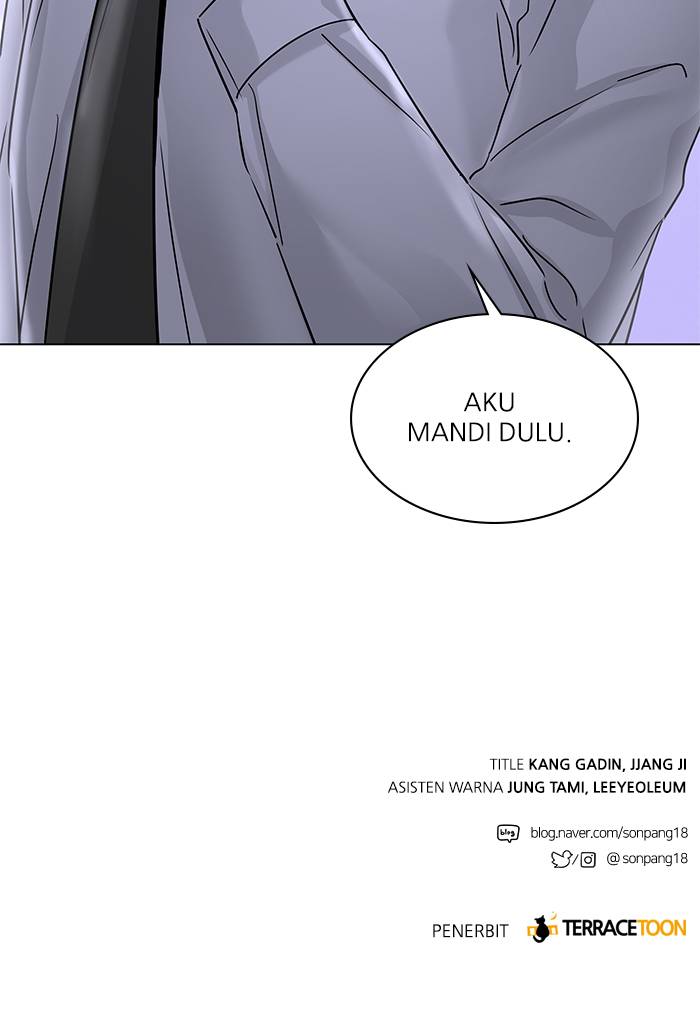 AKU
MANDI DULU.
TITLE KANG GADIN, JJANG JI
ASISTEN WARNA JUNG TAMI, LEEYEOLEUM
blog blog.naver.com/sonpang18
/ @sonpang18
PENERBIT TERRACETOON